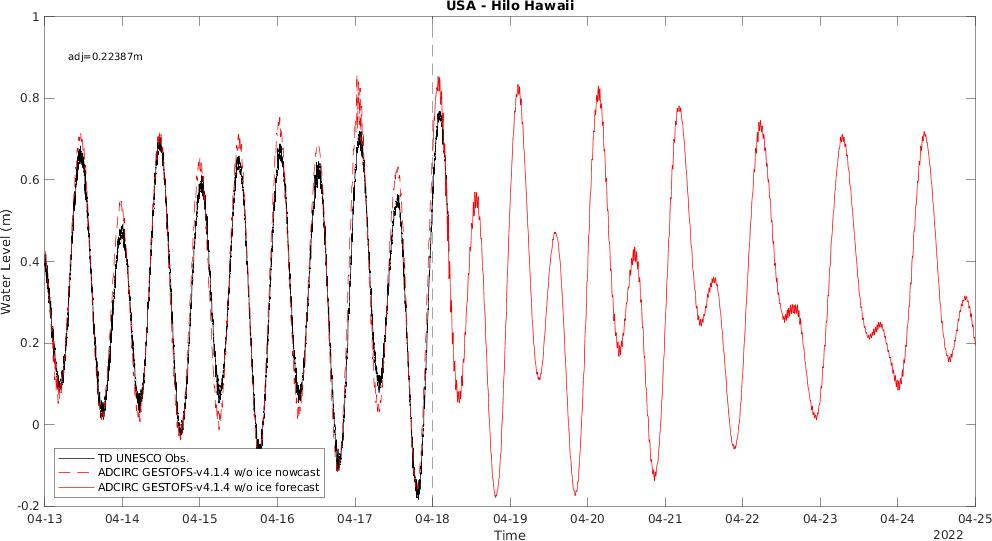 USA - Hilo Hawaii
adj=0.22387m
Water Level (m)
1
0.8
0.6
0.4
0.2
0
-0.2
TD UNESCO Obs.
ADCIRC GESTOFS-v4.1.4 w/o ice nowcast
ADCIRC GESTOFS-v4.1.4 w/o ice forecast
04-13 04-14 04-15 04-16 04-17 04-18 04-19 04-20 04-21 04-22 04-23 04-24 04-25
Time
2022